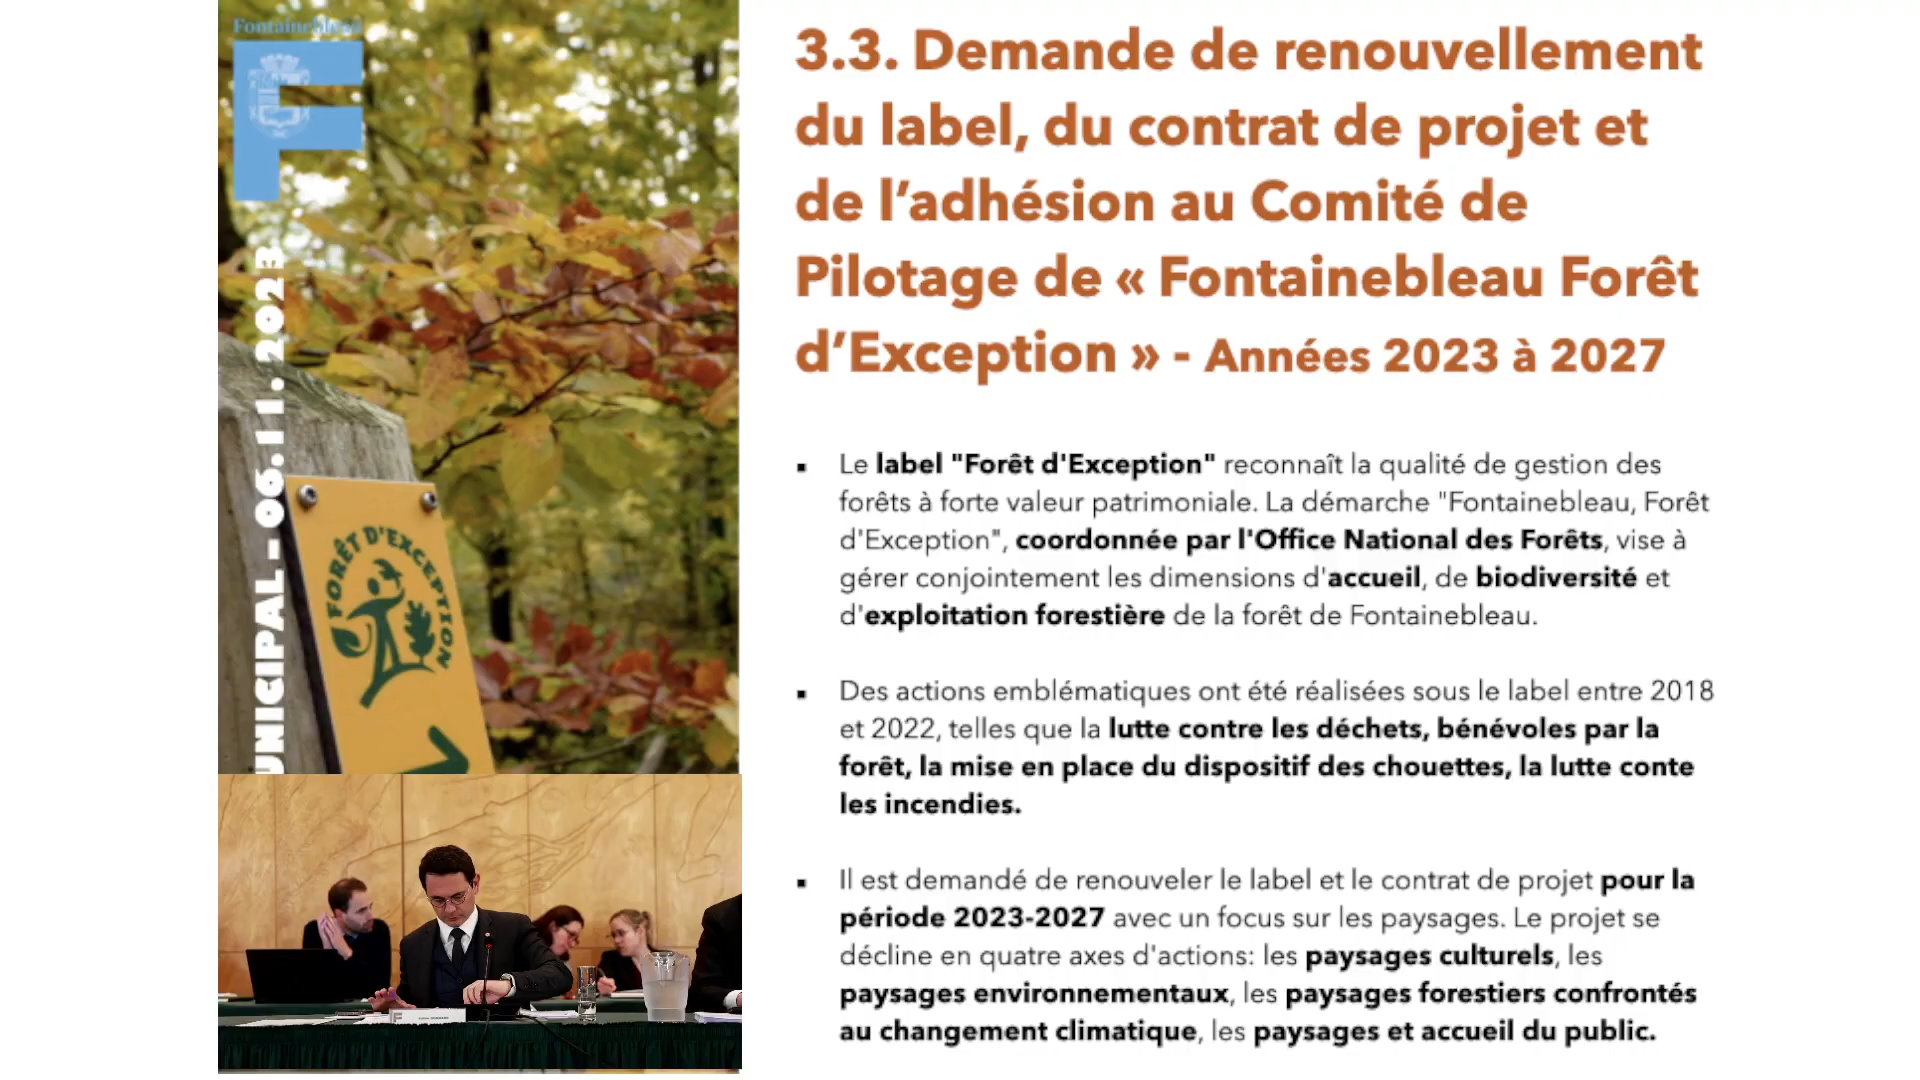 Fontainebleau
UNICIPAL - 06.11.2023
FORÊT D'EXCEPTION
3.3. Demande de renouvellement
du label, du contrat de projet et
de l’adhésion au Comité de
Pilotage de « Fontainebleau Forêt
d’Exception » - Années 2023 à 2027
▪ Le label "Forêt d'Exception" reconnaît la qualité de gestion des
forêts à forte valeur patrimoniale. La démarche "Fontainebleau, Forêt
d'Exception", coordonnée par l'Office National des Forêts, vise à
gérer conjointement les dimensions d'accueil, de biodiversité et
d'exploitation forestière de la forêt de Fontainebleau.
▪ Des actions emblématiques ont été réalisées sous le label entre 2018
et 2022, telles que la lutte contre les déchets, bénévoles par la
forêt, la mise en place du dispositif des chouettes, la lutte conte
les incendies.
▪ Il est demandé de renouveler le label et le contrat de projet pour la
période 2023-2027 avec un focus sur les paysages. Le projet se
décline en quatre axes d'actions: les paysages culturels, les
paysages environnementaux, les paysages forestiers confrontés
au changement climatique, les paysages et accueil du public.